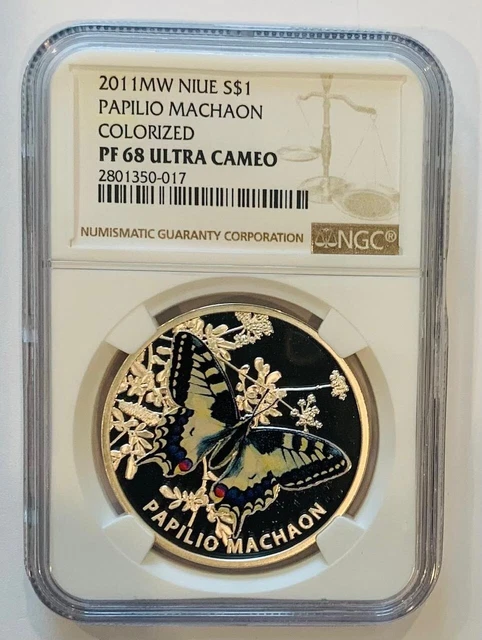 2011MW NIUE S$1
PAPILIO MACHAON
COLORIZED
PF 68 ULTRA CAMEO
2801350-017
NUMISMATIC GUARANTY CORPORATION
NGC®
PAPILIO MACHAON